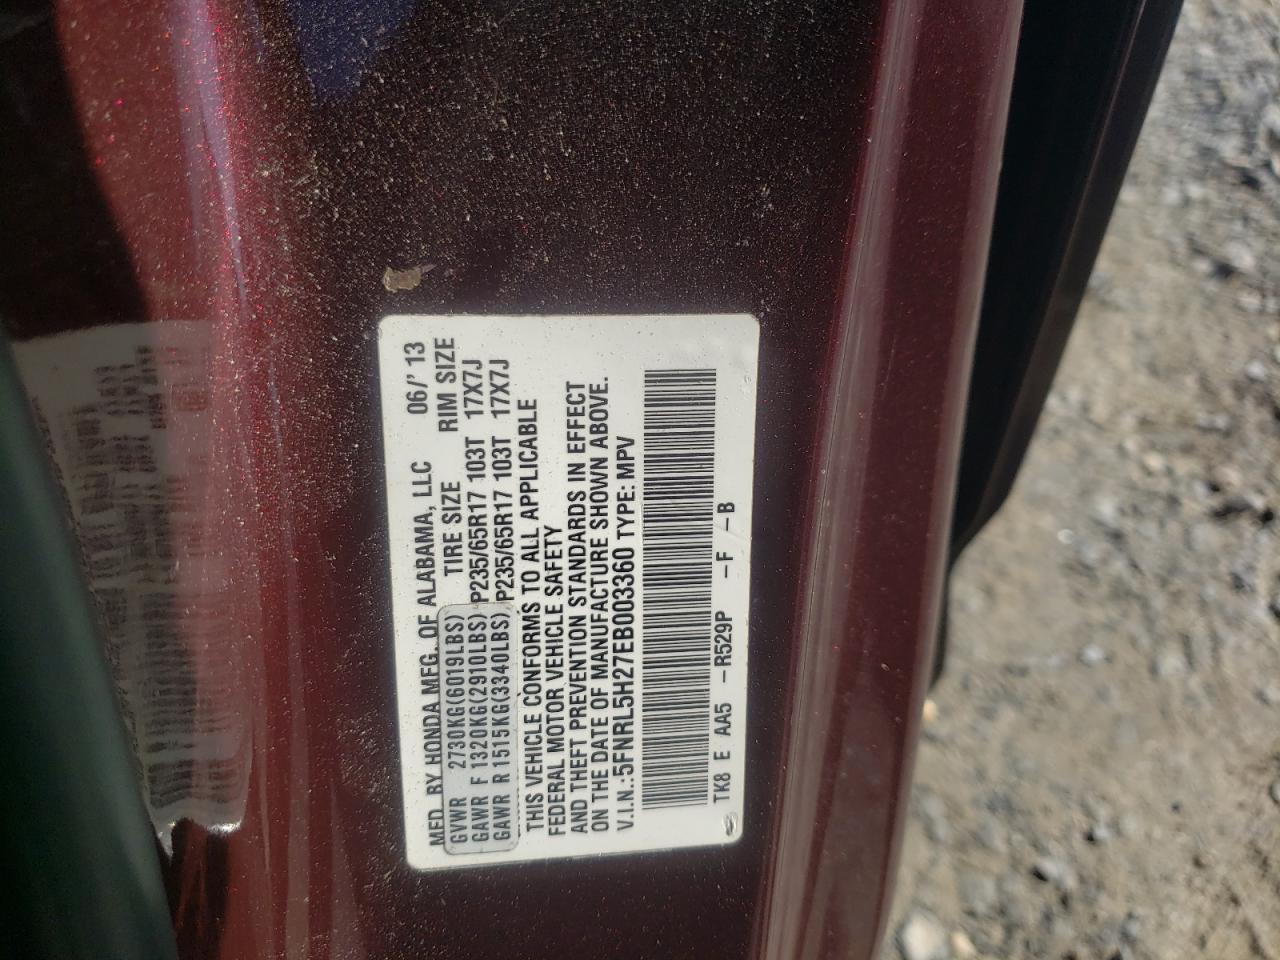 MFD BY HONDA MFG. OF ALABAMA, LLC 06/' 13
GVWR 2730KG(6019LBS) TIRE SIZE RIM SIZE
GAWR F 1320KG(2910LBS) P235/65R17 103T 17X7J
GAWR R 1515KG(3340LBS) P235/65R17 103T 17X7J
THIS VEHICLE CONFORMS TO ALL APPLICABLE
FEDERAL MOTOR VEHICLE SAFETY
AND THEFT PREVENTION STANDARDS IN EFFECT
ON THE DATE OF MANUFACTURE SHOWN ABOVE.
V.I.N.:5FNRL5H27EB003360 TYPE: MPV
TK8 E AA5 -R529P -F -B